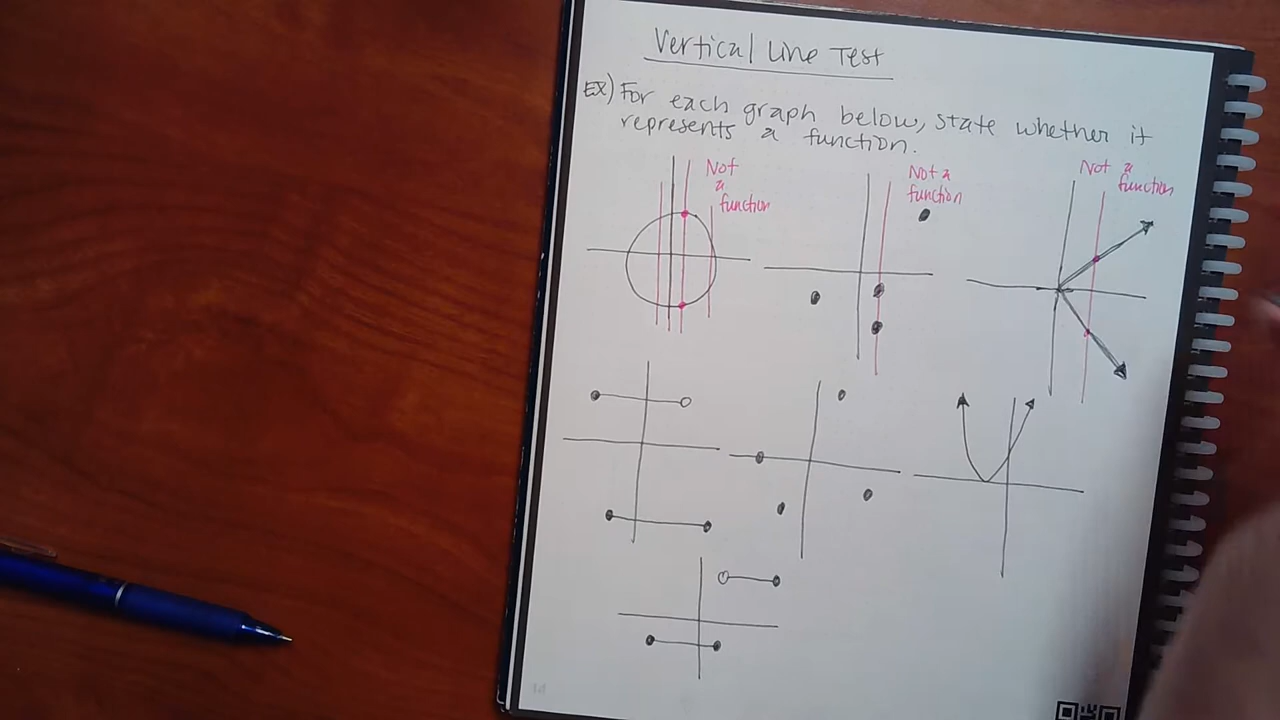 Vertical Line Test
EX) For each graph below, state whether it
represents a function.
Not
a
function
Not a
function
Not a
function